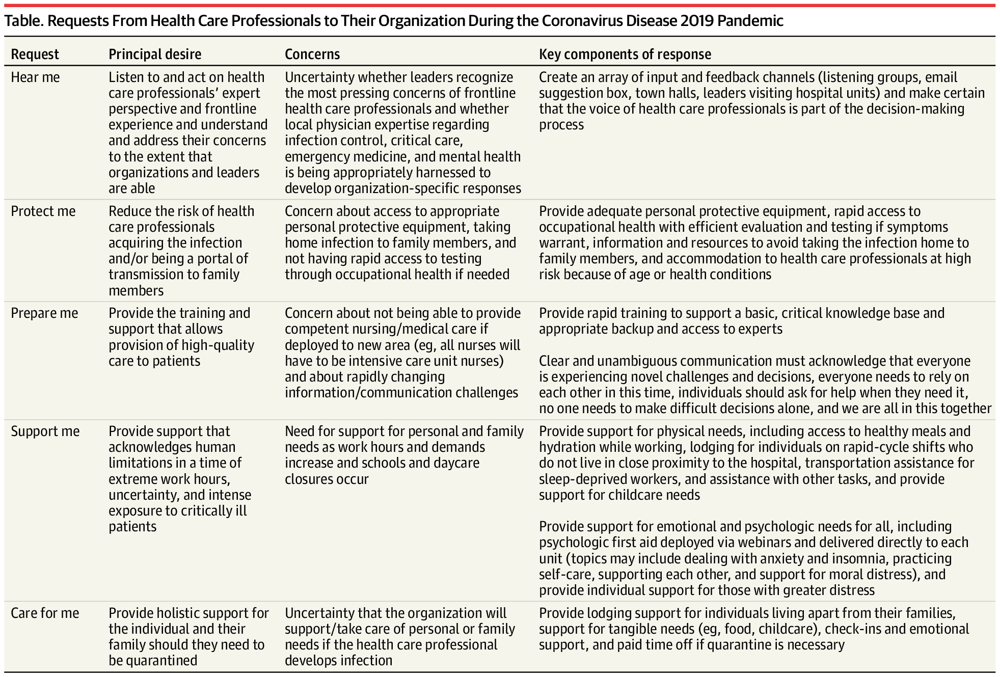 Table. Requests From Health Care Professionals to Their Organization During the Coronavirus Disease 2019 Pandemic
Request
Principal desire
Concerns
Key components of response
Hear me
Listen to and act on health
care professionals’ expert
perspective and frontline
experience and understand
and address their concerns
to the extent that
organizations and leaders
are able
Uncertainty whether leaders recognize
the most pressing concerns of frontline
health care professionals and whether
local physician expertise regarding
infection control, critical care,
emergency medicine, and mental health
is being appropriately harnessed to
develop organization-specific responses
Create an array of input and feedback channels (listening groups, email
suggestion box, town halls, leaders visiting hospital units) and make certain
that the voice of health care professionals is part of the decision-making
process
Protect me
Reduce the risk of health
care professionals
acquiring the infection
and/or being a portal of
transmission to family
members
Concern about access to appropriate
personal protective equipment, taking
home infection to family members, and
not having rapid access to testing
through occupational health if needed
Provide adequate personal protective equipment, rapid access to
occupational health with efficient evaluation and testing if symptoms
warrant, information and resources to avoid taking the infection home to
family members, and accommodation to health care professionals at high
risk because of age or health conditions
Prepare me
Provide the training and
support that allows
provision of high-quality
care to patients
Concern about not being able to provide
competent nursing/medical care if
deployed to new area (eg, all nurses will
have to be intensive care unit nurses)
and about rapidly changing
information/communication challenges
Provide rapid training to support a basic, critical knowledge base and
appropriate backup and access to experts
Clear and unambiguous communication must acknowledge that everyone
is experiencing novel challenges and decisions, everyone needs to rely on
each other in this time, individuals should ask for help when they need it,
no one needs to make difficult decisions alone, and we are all in this together
Support me
Provide support that
acknowledges human
limitations in a time of
extreme work hours,
uncertainty, and intense
exposure to critically ill
patients
Need for support for personal and family
needs as work hours and demands
increase and schools and daycare
closures occur
Provide support for physical needs, including access to healthy meals and
hydration while working, lodging for individuals on rapid-cycle shifts who
do not live in close proximity to the hospital, transportation assistance for
sleep-deprived workers, and assistance with other tasks, and provide
support for childcare needs
Provide support for emotional and psychologic needs for all, including
psychologic first aid deployed via webinars and delivered directly to each
unit (topics may include dealing with anxiety and insomnia, practicing
self-care, supporting each other, and support for moral distress), and
provide individual support for those with greater distress
Care for me
Provide holistic support for
the individual and their
family should they need to
be quarantined
Uncertainty that the organization will
support/take care of personal or family
needs if the health care professional
develops infection
Provide lodging support for individuals living apart from their families,
support for tangible needs (eg, food, childcare), check-ins and emotional
support, and paid time off if quarantine is necessary